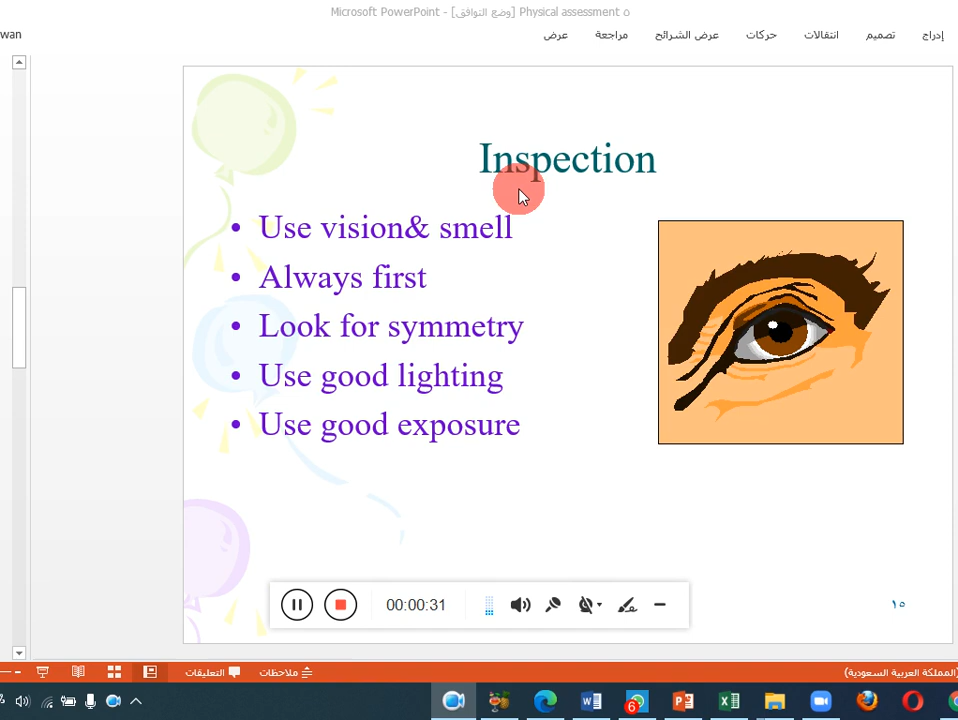 Microsoft PowerPoint - [وضع التوافق] Physical assessment ٥
wan
إدراج تصميم انتقالات حركات عرض الشرائح مراجعة عرض
Inspection
• Use vision& smell
• Always first
• Look for symmetry
• Use good lighting
• Use good exposure
00:00:31
١٥
التعليقات
ملاحظات
(المملكة العربية السعودية)
6